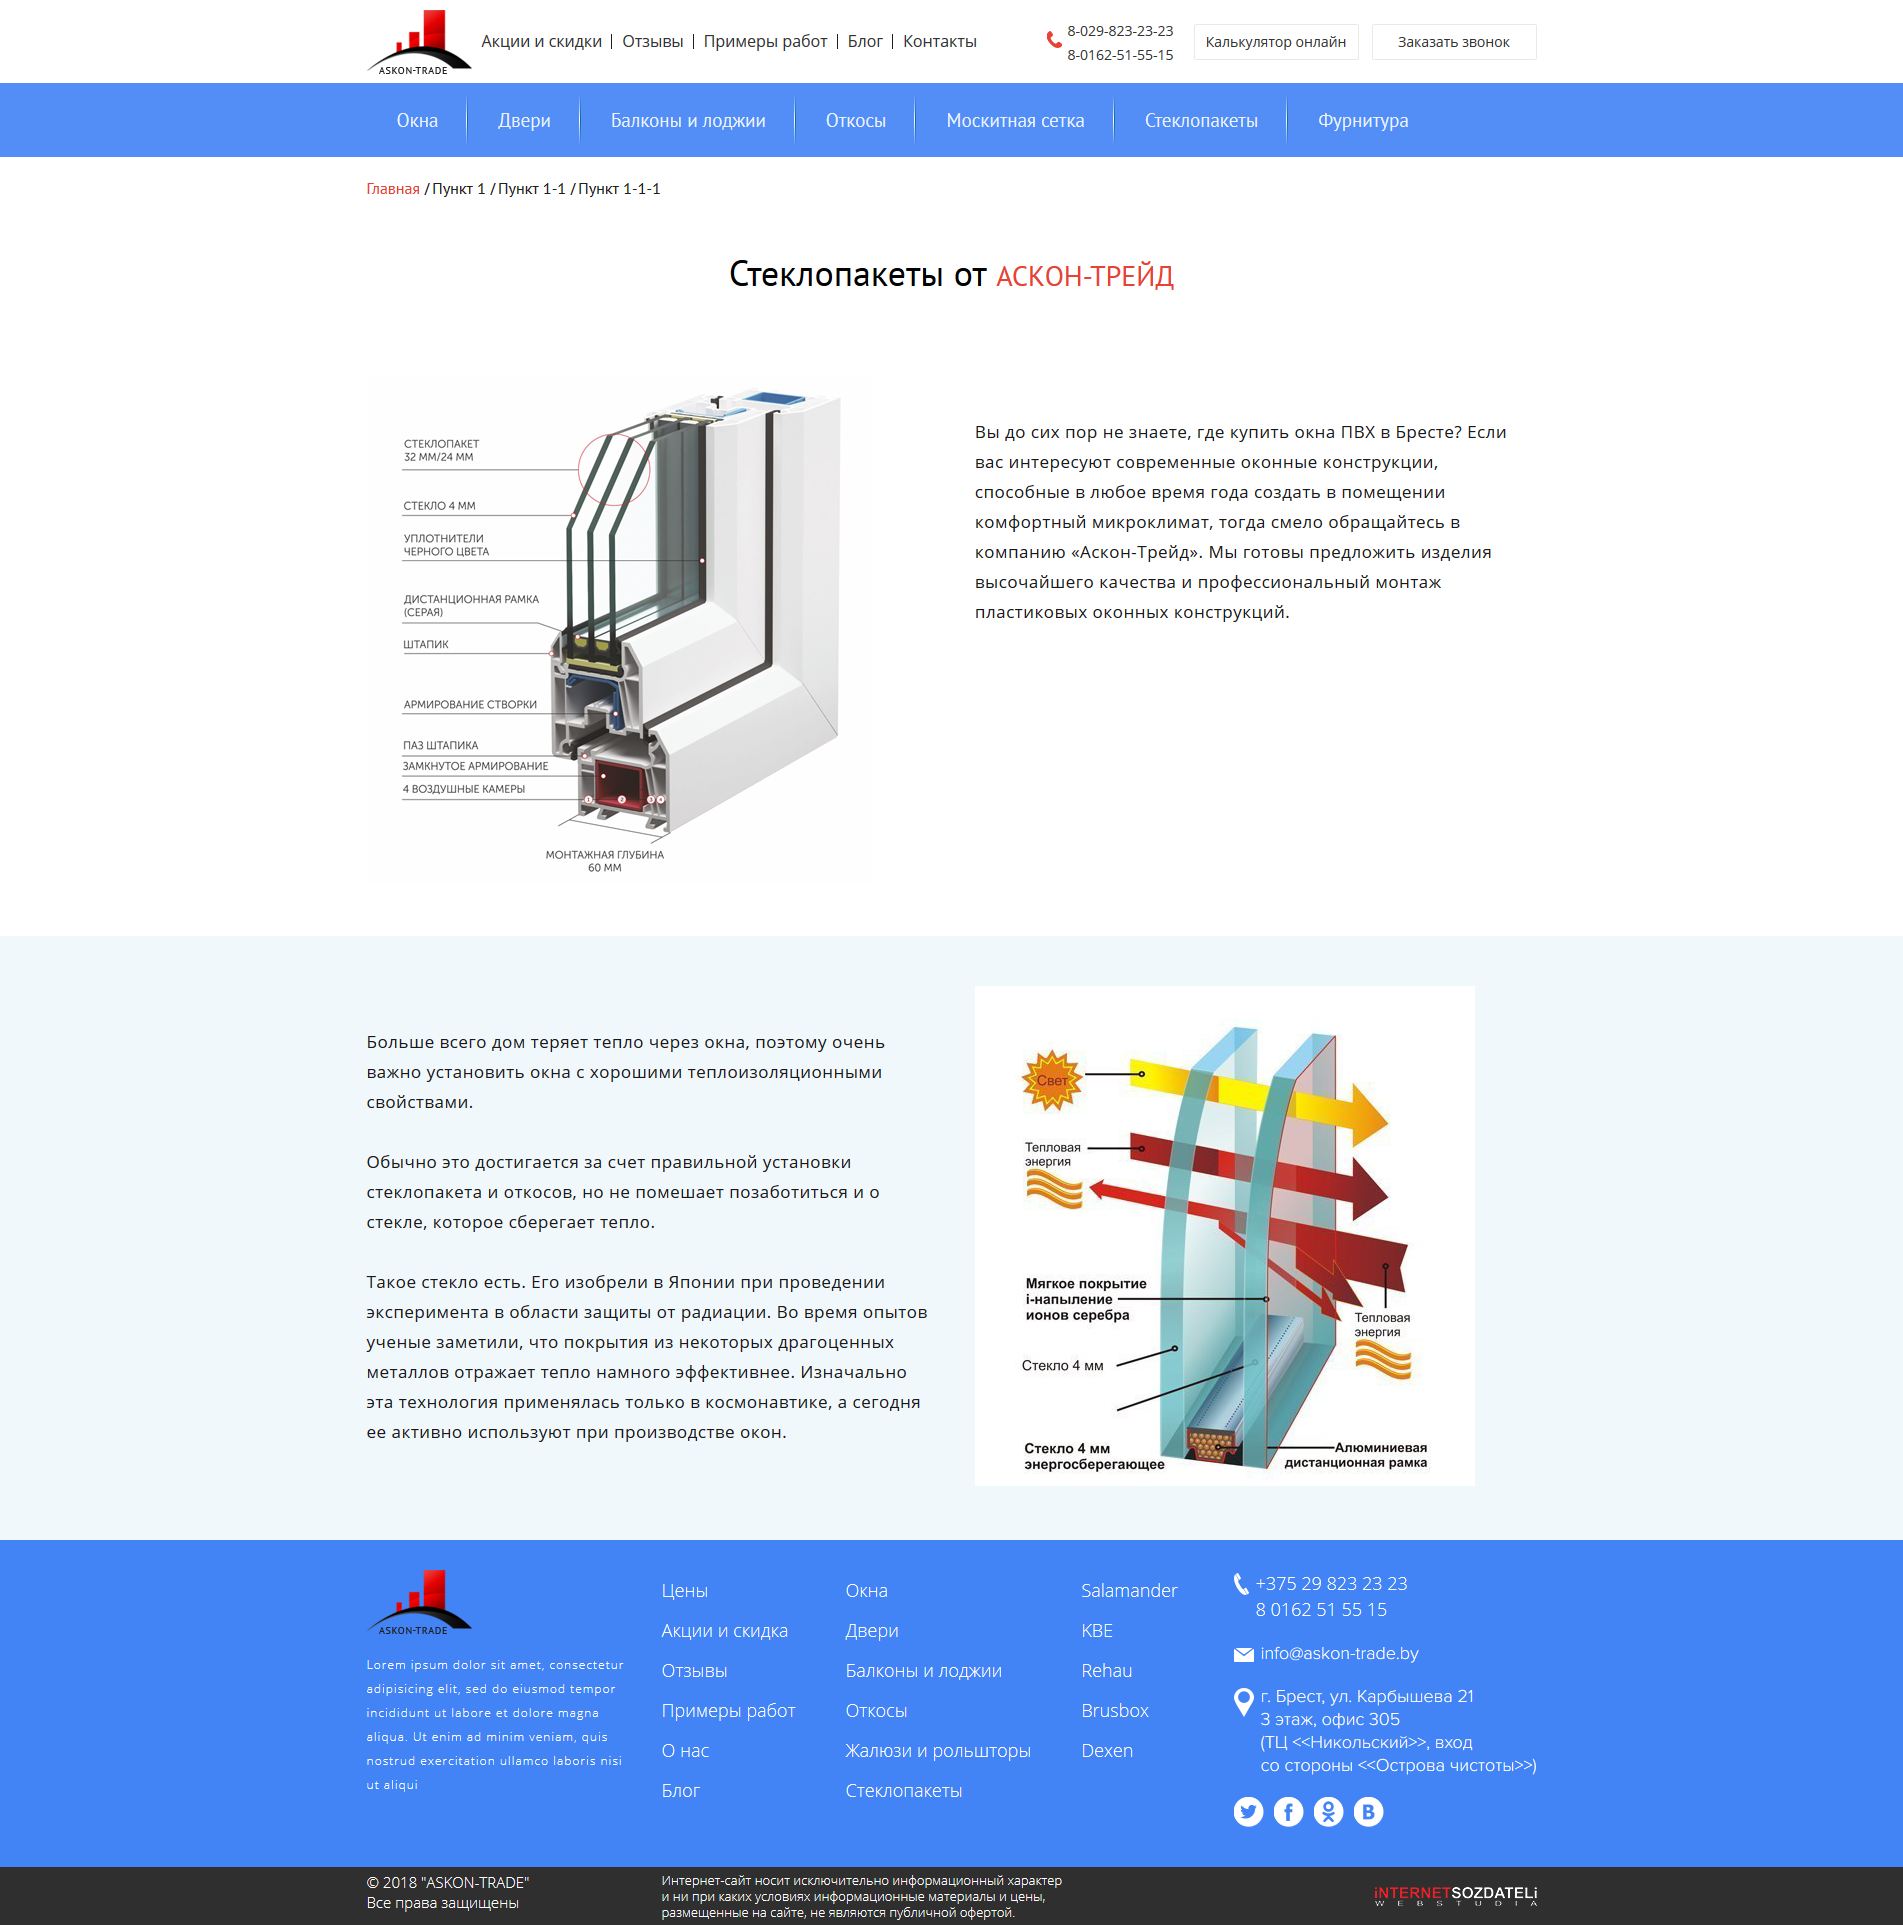 ASKON-TRADE
Акции и скидки | Отзывы | Примеры работ | Блог | Контакты
8-029-823-23-23
8-0162-51-55-15
Калькулятор онлайн
Заказать звонок
Окна
Двери
Балконы и лоджии
Откосы
Москитная сетка
Стеклопакеты
Фурнитура
Главная / Пункт 1 / Пункт 1-1 / Пункт 1-1-1
Стеклопакеты от АСКОН-ТРЕЙД
СТЕКЛОПАКЕТ
32 ММ/24 ММ
СТЕКЛО 4 ММ
УПЛОТНИТЕЛИ
ЧЕРНОГО ЦВЕТА
ДИСТАНЦИОННАЯ РАМКА
(СЕРАЯ)
ШТАПИК
АРМИРОВАНИЕ СТВОРКИ
ПАЗ ШТАПИКА
ЗАМКНУТОЕ АРМИРОВАНИЕ
4 ВОЗДУШНЫЕ КАМЕРЫ
1 2 3 4
МОНТАЖНАЯ ГЛУБИНА
60 ММ
Вы до сих пор не знаете, где купить окна ПВХ в Бресте? Если
вас интересуют современные оконные конструкции,
способные в любое время года создать в помещении
комфортный микроклимат, тогда смело обращайтесь в
компанию «Аскон-Трейд». Мы готовы предложить изделия
высочайшего качества и профессиональный монтаж
пластиковых оконных конструкций.
Больше всего дом теряет тепло через окна, поэтому очень
важно установить окна с хорошими теплоизоляционными
свойствами.
Обычно это достигается за счет правильной установки
стеклопакета и откосов, но не помешает позаботиться и о
стекле, которое сберегает тепло.
Такое стекло есть. Его изобрели в Японии при проведении
эксперимента в области защиты от радиации. Во время опытов
ученые заметили, что покрытия из некоторых драгоценных
металлов отражает тепло намного эффективнее. Изначально
эта технология применялась только в космонавтике, а сегодня
ее активно используют при производстве окон.
Свет
Тепловая
энергия
Мягкое покрытие
i-напыление
ионов серебра
Тепловая
энергия
Стекло 4 мм
Стекло 4 мм
энергосберегающее
Алюминиевая
дистанционная рамка
ASKON-TRADE
Lorem ipsum dolor sit amet, consectetur
adipisicing elit, sed do eiusmod tempor
incididunt ut labore et dolore magna
aliqua. Ut enim ad minim veniam, quis
nostrud exercitation ullamco laboris nisi
ut aliqui
Цены
Акции и скидка
Отзывы
Примеры работ
О нас
Блог
Окна
Двери
Балконы и лоджии
Откосы
Жалюзи и рольшторы
Стеклопакеты
Salamander
KBE
Rehau
Brusbox
Dexen
+375 29 823 23 23
8 0162 51 55 15
info@askon-trade.by
г. Брест, ул. Карбышева 21
3 этаж, офис 305
(ТЦ <<Никольский>>, вход
со стороны <<Острова чистоты>>)
© 2018 "ASKON-TRADE"
Все права защищены
Интернет-сайт носит исключительно информационный характер
и ни при каких условиях информационные материалы и цены,
размещенные на сайте, не являются публичной офертой.
iNTERNETSOZDATELi
WEBSTUDIA